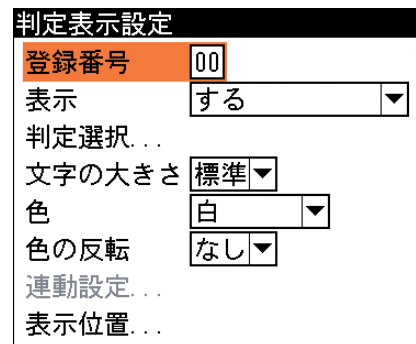 判定表示設定
登録番号 00
表示 する
判定選択...
文字の大きさ 標準
色 白
色の反転 なし
連動設定...
表示位置...